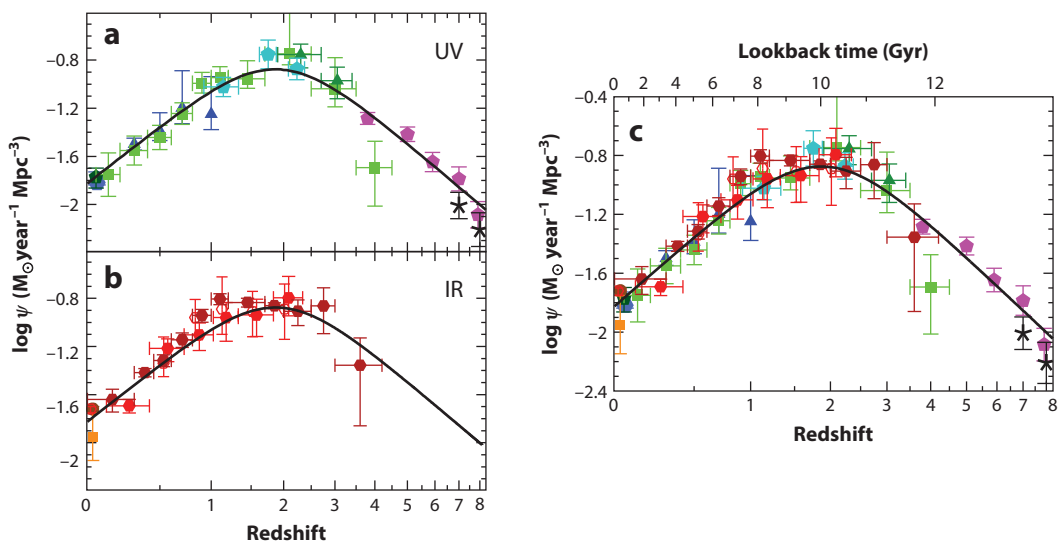 a
UV
−0.8
−1.2
−1.6
−2
b
IR
−0.8
−1.2
−1.6
−2
log ψ (M☉ year−1 Mpc−3)
0 1 2 3 4 5 6 7 8
Redshift
Lookback time (Gyr)
0 2 4 6 8 10 12
c
−0.4
−0.8
−1.2
−1.6
−2
−2.4
log ψ (M☉ year−1 Mpc−3)
0 1 2 3 4 5 6 7 8
Redshift